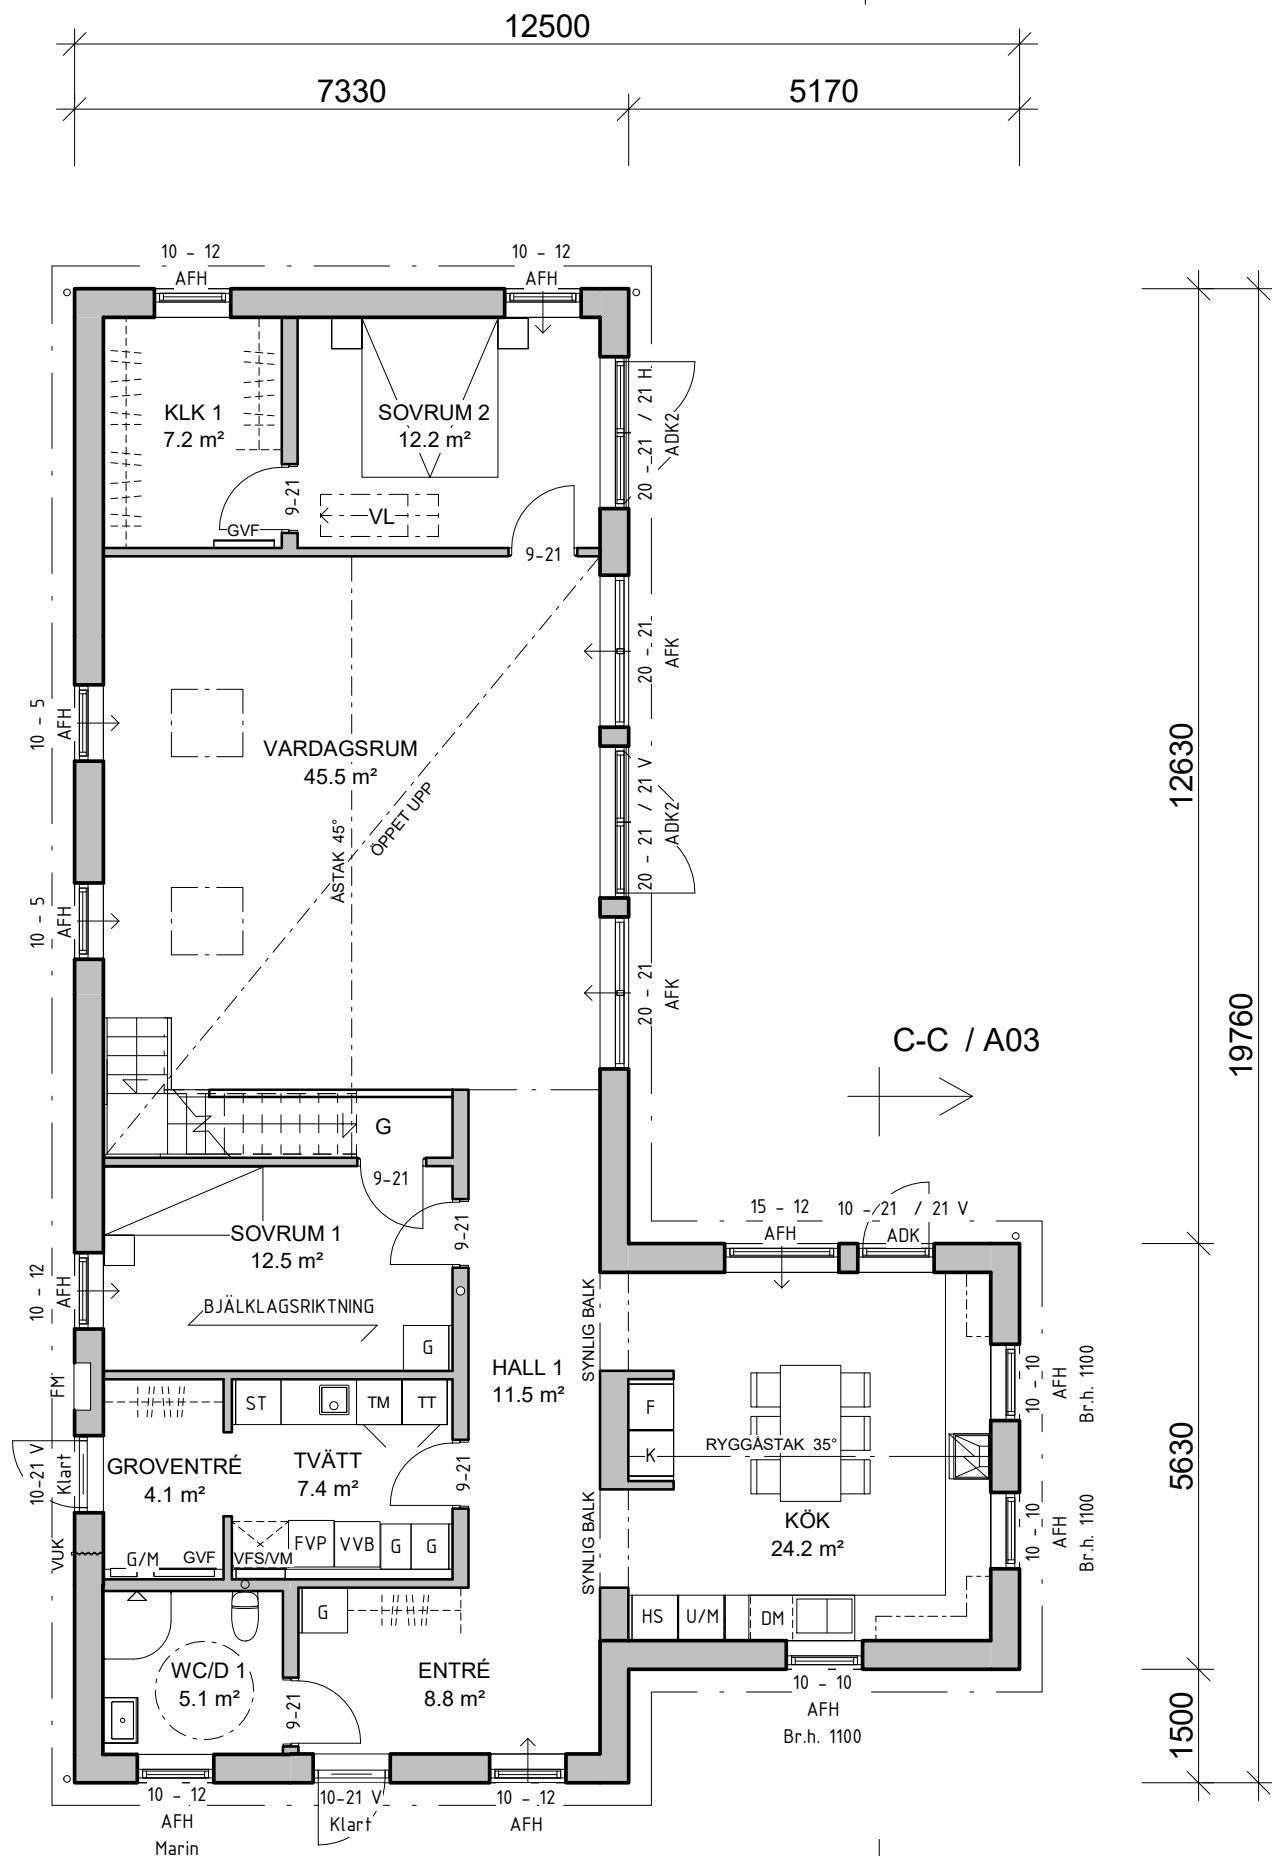 12500
7330
5170
10 - 12
AFH
10 - 12
AFH
KLK 1
7.2 m²
SOVRUM 2
12.2 m²
20 - 21 / 21 H
ADK2
9-21
VL
GVF
9-21
20 - 21
AFK
10 - 5
AFH
VARDAGSRUM
45.5 m²
20 - 21 / 21 V
ADK2
ÅSTAK 45°
ÖPPET UPP
12630
10 - 5
AFH
20 - 21
AFK
19760
C-C / A03
G
9-21
15 - 12
AFH
10 - 21 / 21 V
ADK
SOVRUM 1
12.5 m²
9-21
10 - 12
AFH
BJÄLKLAGSRIKTNING
SYNLIG BALK
G
HALL 1
11.5 m²
FM
ST
TM
TT
F
K
10 - 10
AFH
Br.h. 1100
RYGGÅSTAK 35°
5630
10-21 V
Klart
GROVENTRÉ
4.1 m²
TVÄTT
7.4 m²
9-21
KÖK
24.2 m²
10 - 10
AFH
Br.h. 1100
VUK
G/M
GVF
VFS/VM
FVP
VVB
G
G
SYNLIG BALK
G
HS
U/M
DM
WC/D 1
5.1 m²
ENTRÉ
8.8 m²
9-21
10 - 10
AFH
Br.h. 1100
1500
10 - 12
AFH
Marin
10-21 V
Klart
10 - 12
AFH